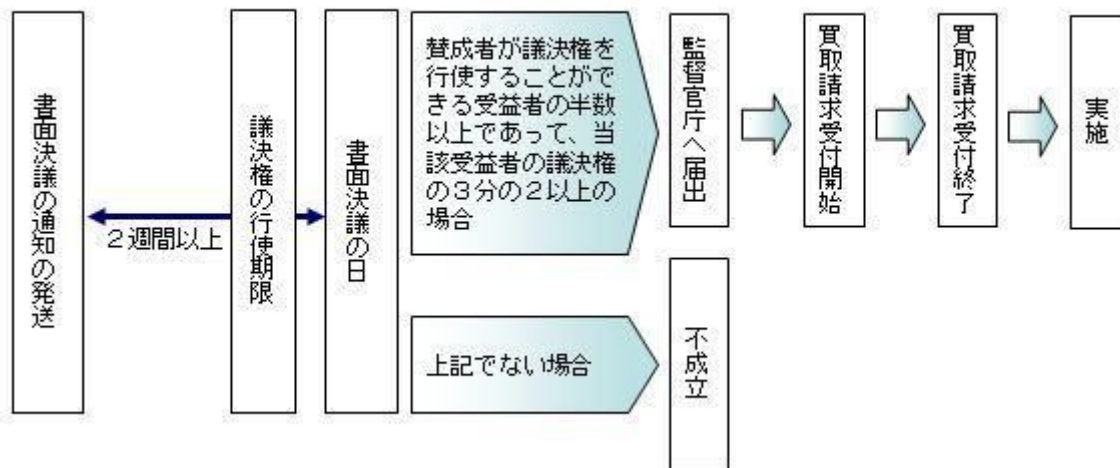 書面決議の通知の発送
２週間以上
議決権の行使期限
書面決議の日
賛成者が議決権を
行使することがで
きる受益者の半数
以上であって、当
該受益者の議決権
の３分の２以上の
場合
監督官庁へ届出
買取請求受付開始
買取請求受付終了
実施
上記でない場合
不成立